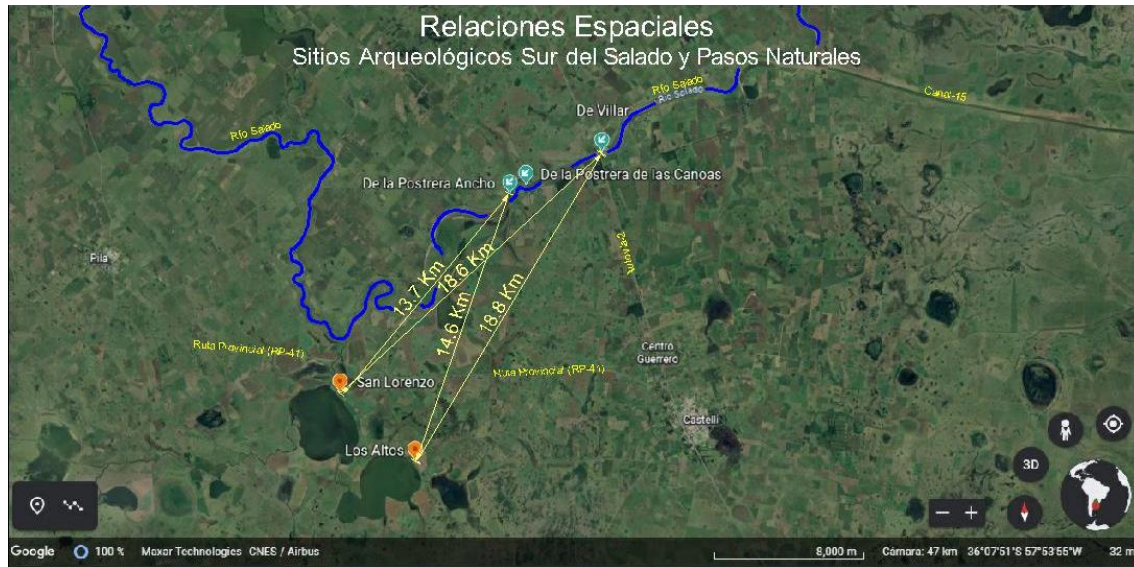 Relaciones Espaciales
Sitios Arqueológicos Sur del Salado y Pasos Naturales
Río Salado
Río Salado
Canal-15
De Villar
Río Salado
De la Postrera Ancho
De la Postrera de las Canoas
Pila
13.7 Km
18.6 Km
14.6 Km
18.8 Km
Ruta Provincial (RP-41)
Centro
Guerrero
Ruta Provincial (RP-41)
San Lorenzo
Castelli
Los Altos
3D
Google
100 %
Maxar Technologies CNES / Airbus
8,000 m
Cámara: 47 km 36°07'51"S 57°53'55"W
32 m